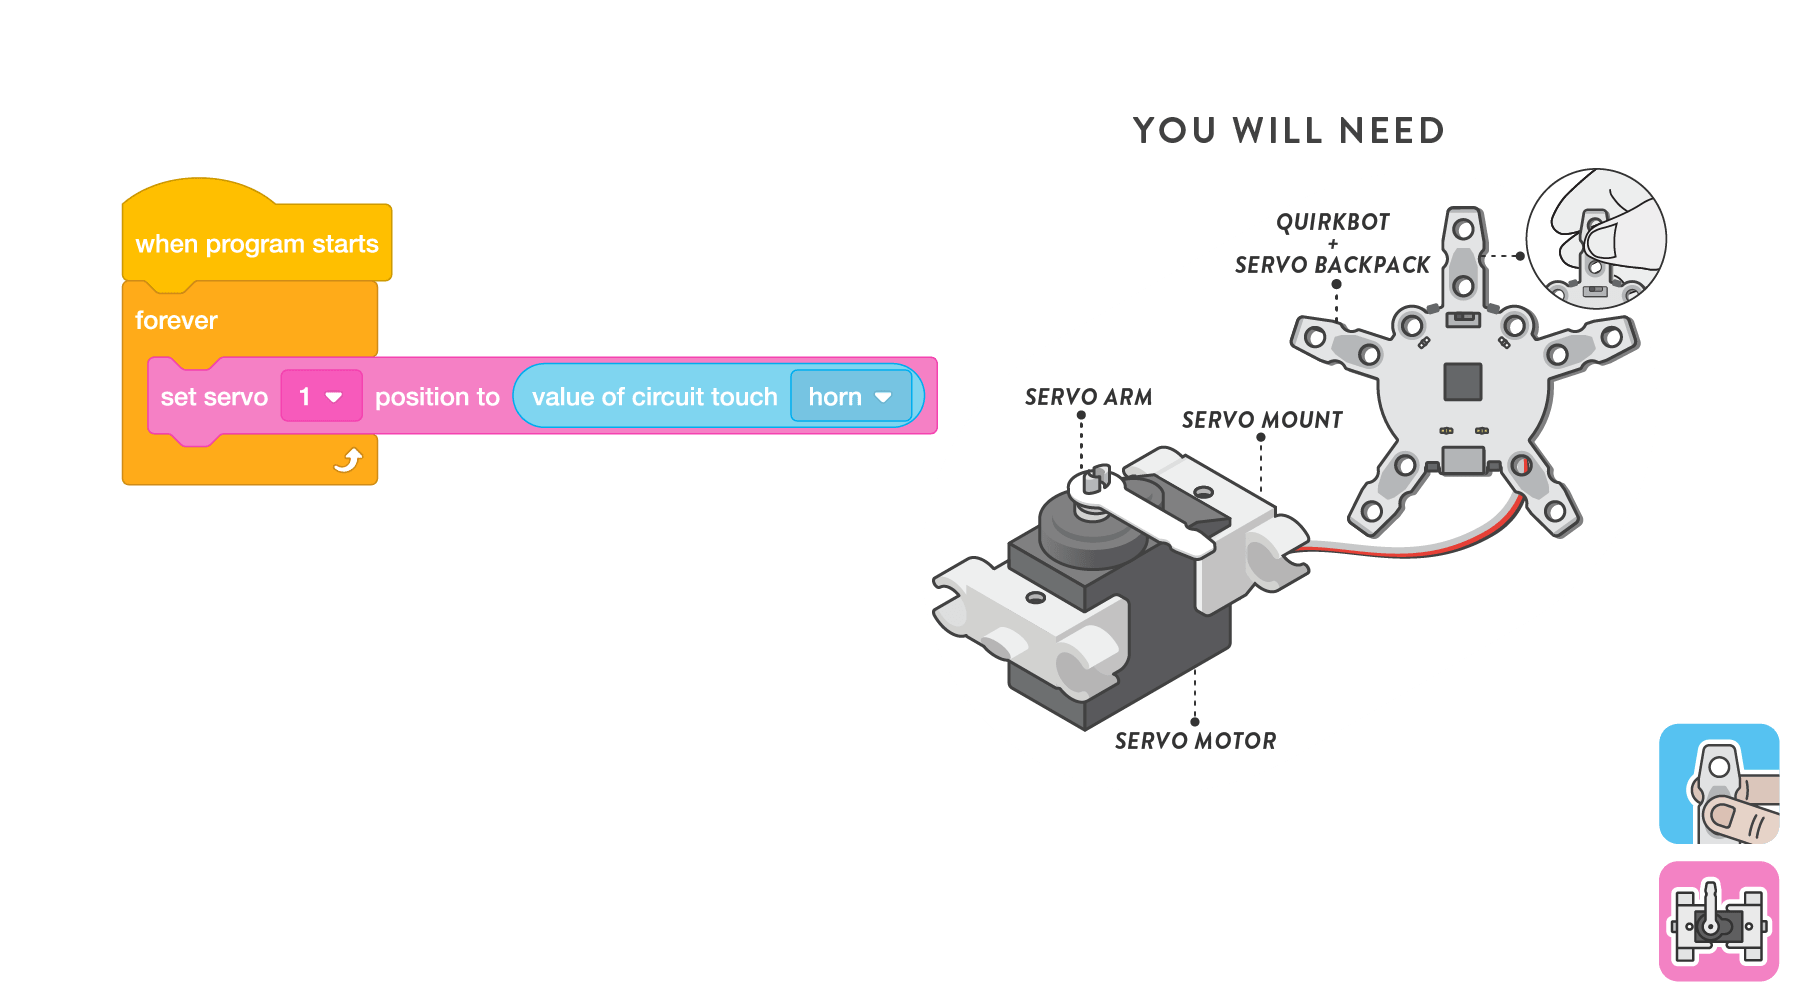 when program starts
forever
set servo 1 position to value of circuit touch horn
YOU WILL NEED
QUIRKBOT
+
SERVO BACKPACK
SERVO ARM
SERVO MOUNT
SERVO MOTOR